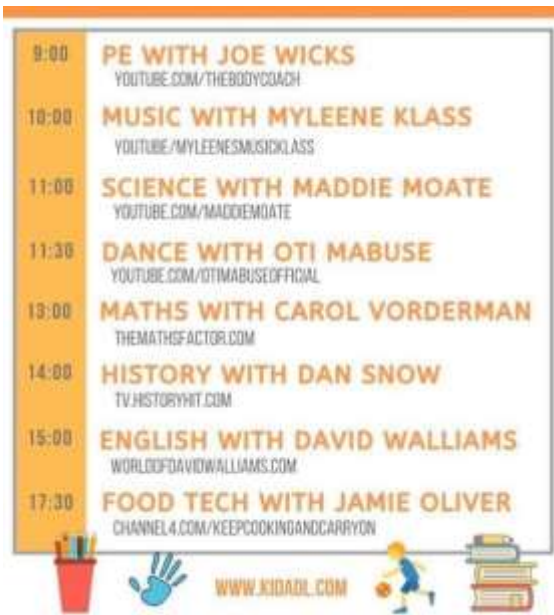 9:00 PE WITH JOE WICKS
YOUTUBE.COM/THEBODYCOACH
10:00 MUSIC WITH MYLEENE KLASS
YOUTUBE/MYLEENESMUSICKLASS
11:00 SCIENCE WITH MADDIE MOATE
YOUTUBE.COM/MADDIEMOATE
11:30 DANCE WITH OTI MABUSE
YOUTUBE.COM/OTIMABUSEOFFICIAL
13:00 MATHS WITH CAROL VORDERMAN
THEMATHSFACTOR.COM
14:00 HISTORY WITH DAN SNOW
TV.HISTORYHIT.COM
15:00 ENGLISH WITH DAVID WALLIAMS
WORLDOFDAVIDWALLIAMS.COM
17:30 FOOD TECH WITH JAMIE OLIVER
CHANNEL4.COM/KEEPCOOKINGANDCARRYON
WWW.KIDADL.COM